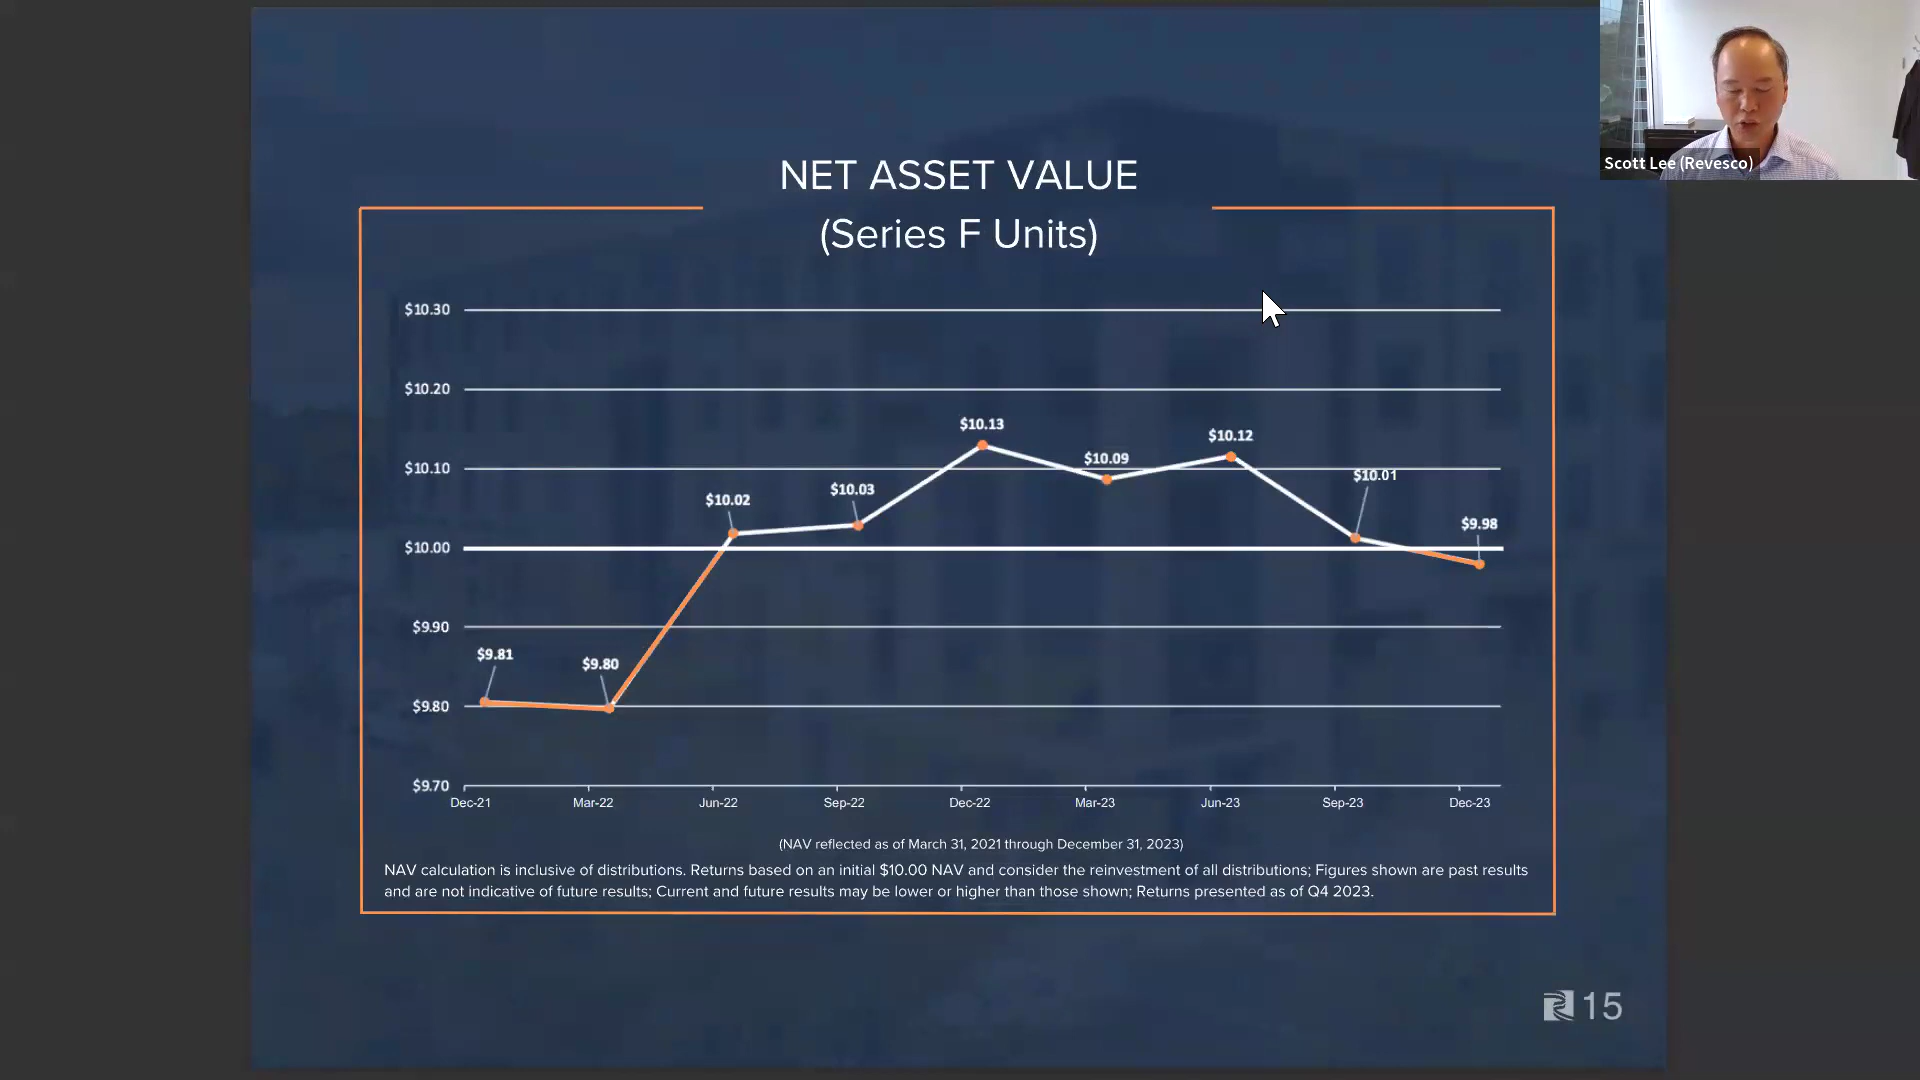 Scott Lee (Revesco)
NET ASSET VALUE
(Series F Units)
$10.30
$10.20
$10.10
$10.00
$9.90
$9.80
$9.70
$9.81
$9.80
$10.02
$10.03
$10.13
$10.09
$10.12
$10.01
$9.98
Dec-21
Mar-22
Jun-22
Sep-22
Dec-22
Mar-23
Jun-23
Sep-23
Dec-23
(NAV reflected as of March 31, 2021 through December 31, 2023)
NAV calculation is inclusive of distributions. Returns based on an initial $10.00 NAV and consider the reinvestment of all distributions; Figures shown are past results
and are not indicative of future results; Current and future results may be lower or higher than those shown; Returns presented as of Q4 2023.
15